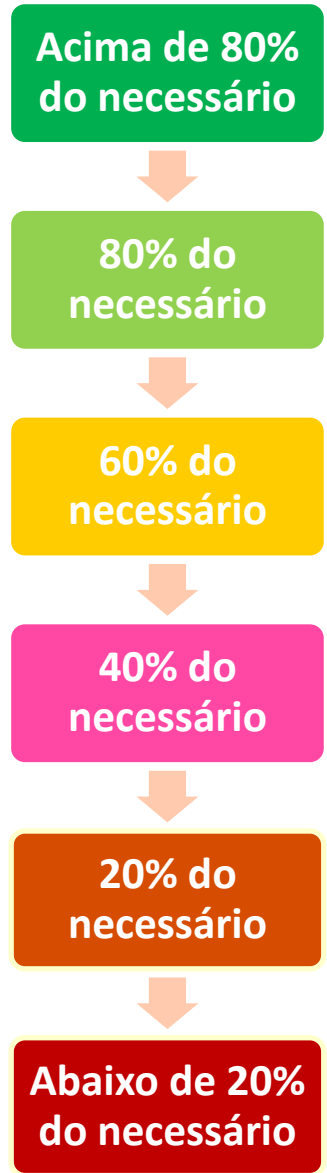 Acima de 80%
do necessário
80% do
necessário
60% do
necessário
40% do
necessário
20% do
necessário
Abaixo de 20%
do necessário